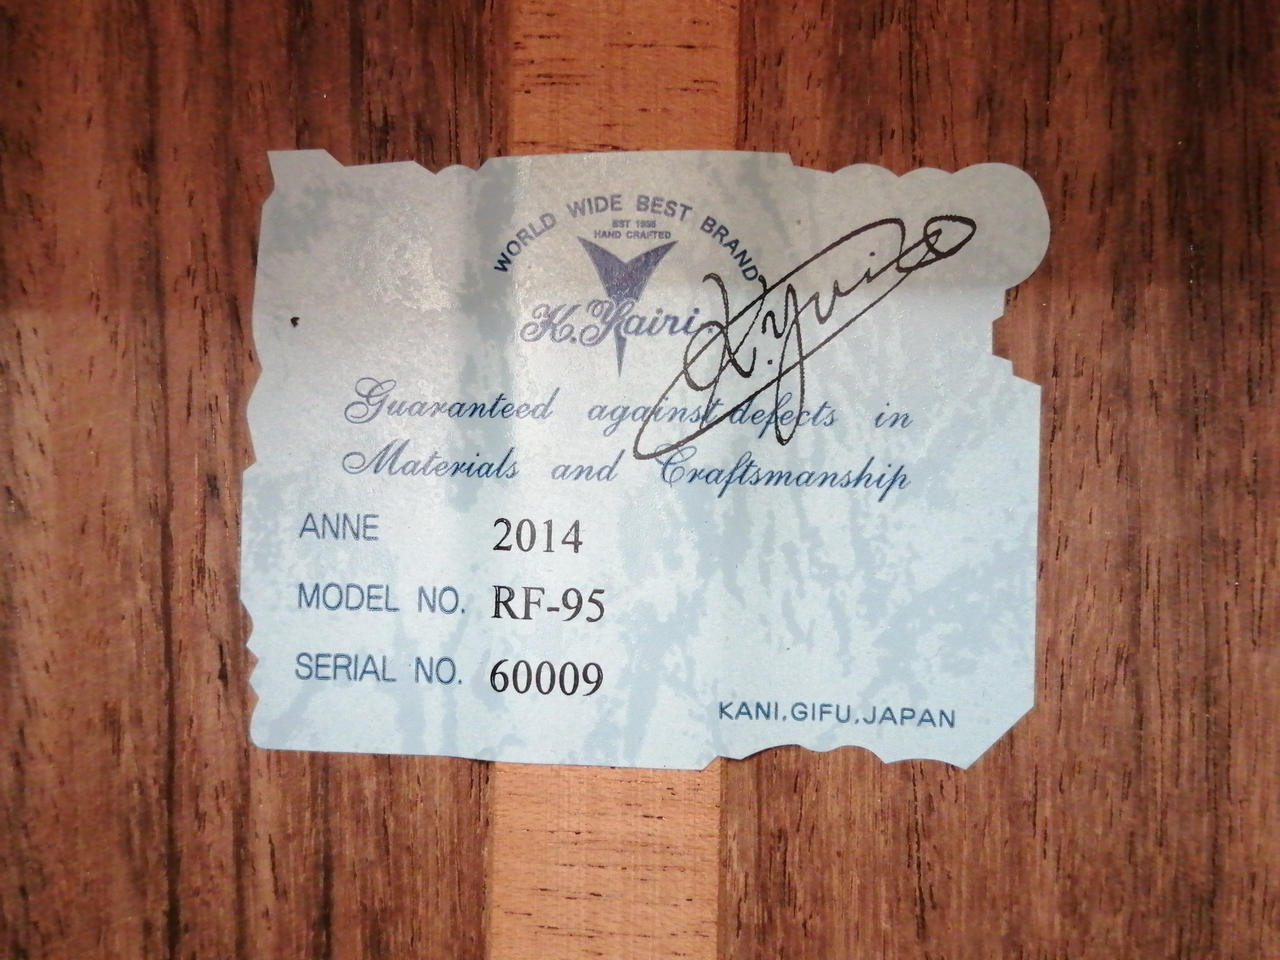 WORLD WIDE BEST BRAND
EST 1935
HAND CRAFTED
K.Yairi
K.Yairi
Guaranteed against defects in
Materials and Craftsmanship
ANNE 2014
MODEL NO. RF-95
SERIAL NO. 60009
KANI,GIFU,JAPAN